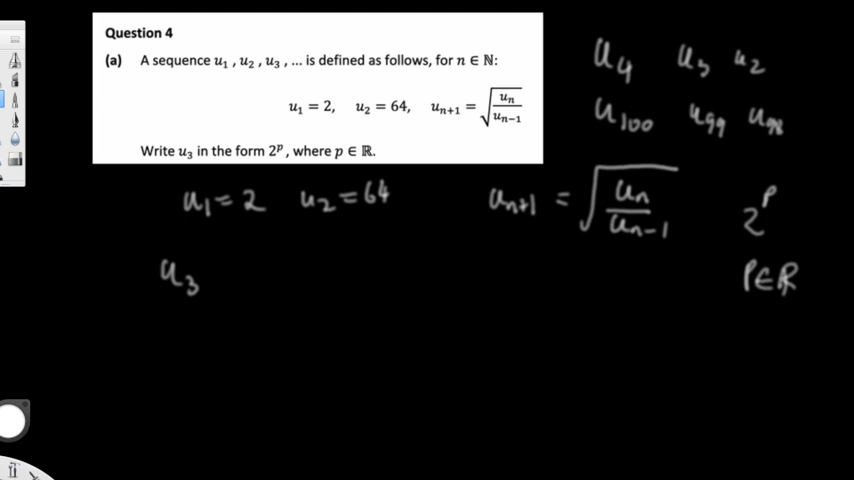 Question 4
(a) A sequence u₁ , u₂ , u₃ , … is defined as follows, for n ∈ ℕ:
u₁ = 2, u₂ = 64, uₙ₊₁ = √(uₙ/uₙ₋₁)
Write u₃ in the form 2ᵖ , where p ∈ ℝ.
u₄ u₃ u₂
u₁₀₀ u₉₉ u₉₈
u₁ = 2 u₂ = 64 uₙ₊₁ = √(uₙ/uₙ₋₁) 2ᵖ
u₃ P∈ℝ